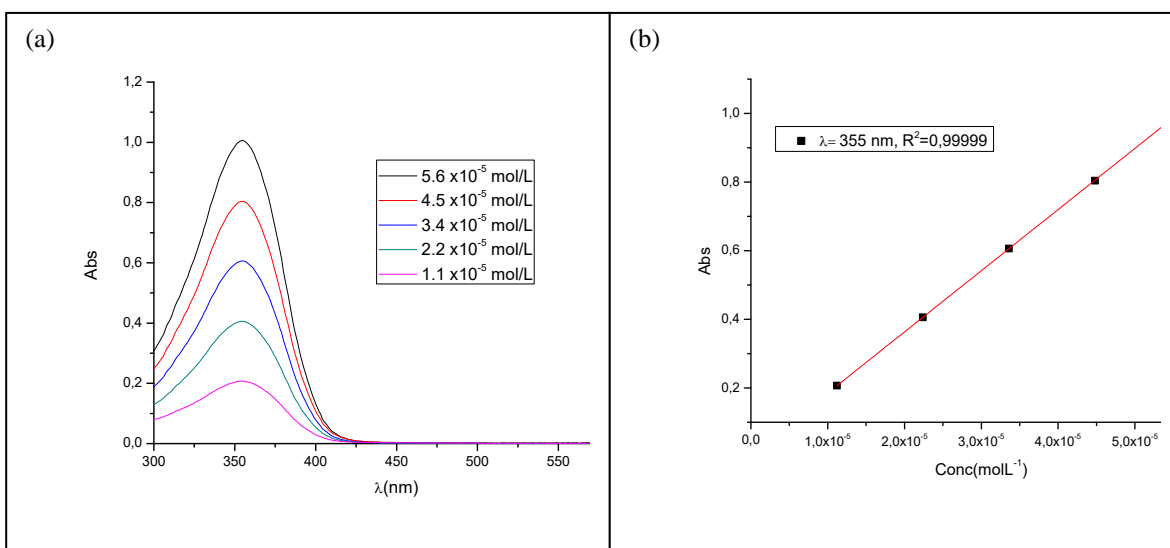 (a)
1,2
1,0
0,8
0,6
0,4
0,2
0,0
Abs
5.6 x10⁻⁵ mol/L
4.5 x10⁻⁵ mol/L
3.4 x10⁻⁵ mol/L
2.2 x10⁻⁵ mol/L
1.1 x10⁻⁵ mol/L
300 350 400 450 500 550
λ(nm)
(b)
1,0
0,8
0,6
0,4
0,2
Abs
λ= 355 nm, R²=0,99999
0,0 1,0x10⁻⁵ 2,0x10⁻⁵ 3,0x10⁻⁵ 4,0x10⁻⁵ 5,0x10⁻⁵
Conc(molL⁻¹)